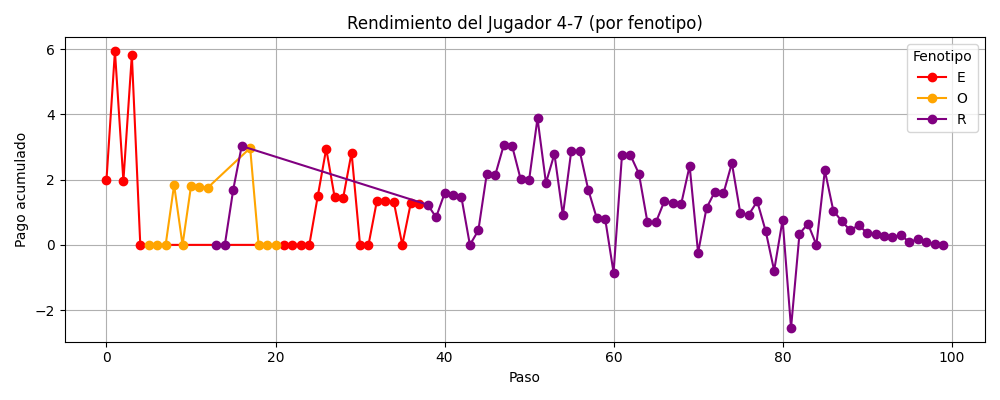 Rendimiento del Jugador 4-7 (por fenotipo)
Pago acumulado
6
4
2
0
−2
Fenotipo
E
O
R
0
20
40
60
80
100
Paso